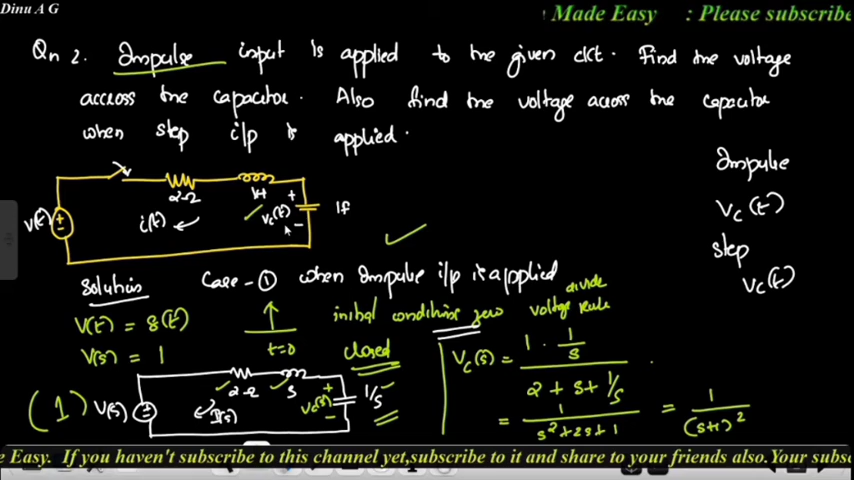 Dinu A G
Made Easy : Please subscribe
Qn 2. Impulse input is applied to the given ckt. Find the voltage
accross the capacitor. Also find the voltage across the capacitor
when step i/p is applied.
Impulse
Vc(t)
step
Vc(t)
V(t) + - i(t) 2Ω 1H + Vc(t) - 1F
Solution Case - ① when Impulse i/p is applied
V(t) = δ(t)
V(s) = 1
t=0
initial conditions zero
closed
divide
voltage rule
(1) V(s) I(s) 2Ω s + Vc(s) - 1/s
Vc(s) = 1 · 1/s / 2 + s + 1/s
= 1/s²+2s+1 = 1/(s+1)²
Easy. If you haven't subscribe to this channel yet,subscribe to it and share to your friends also.Your subs